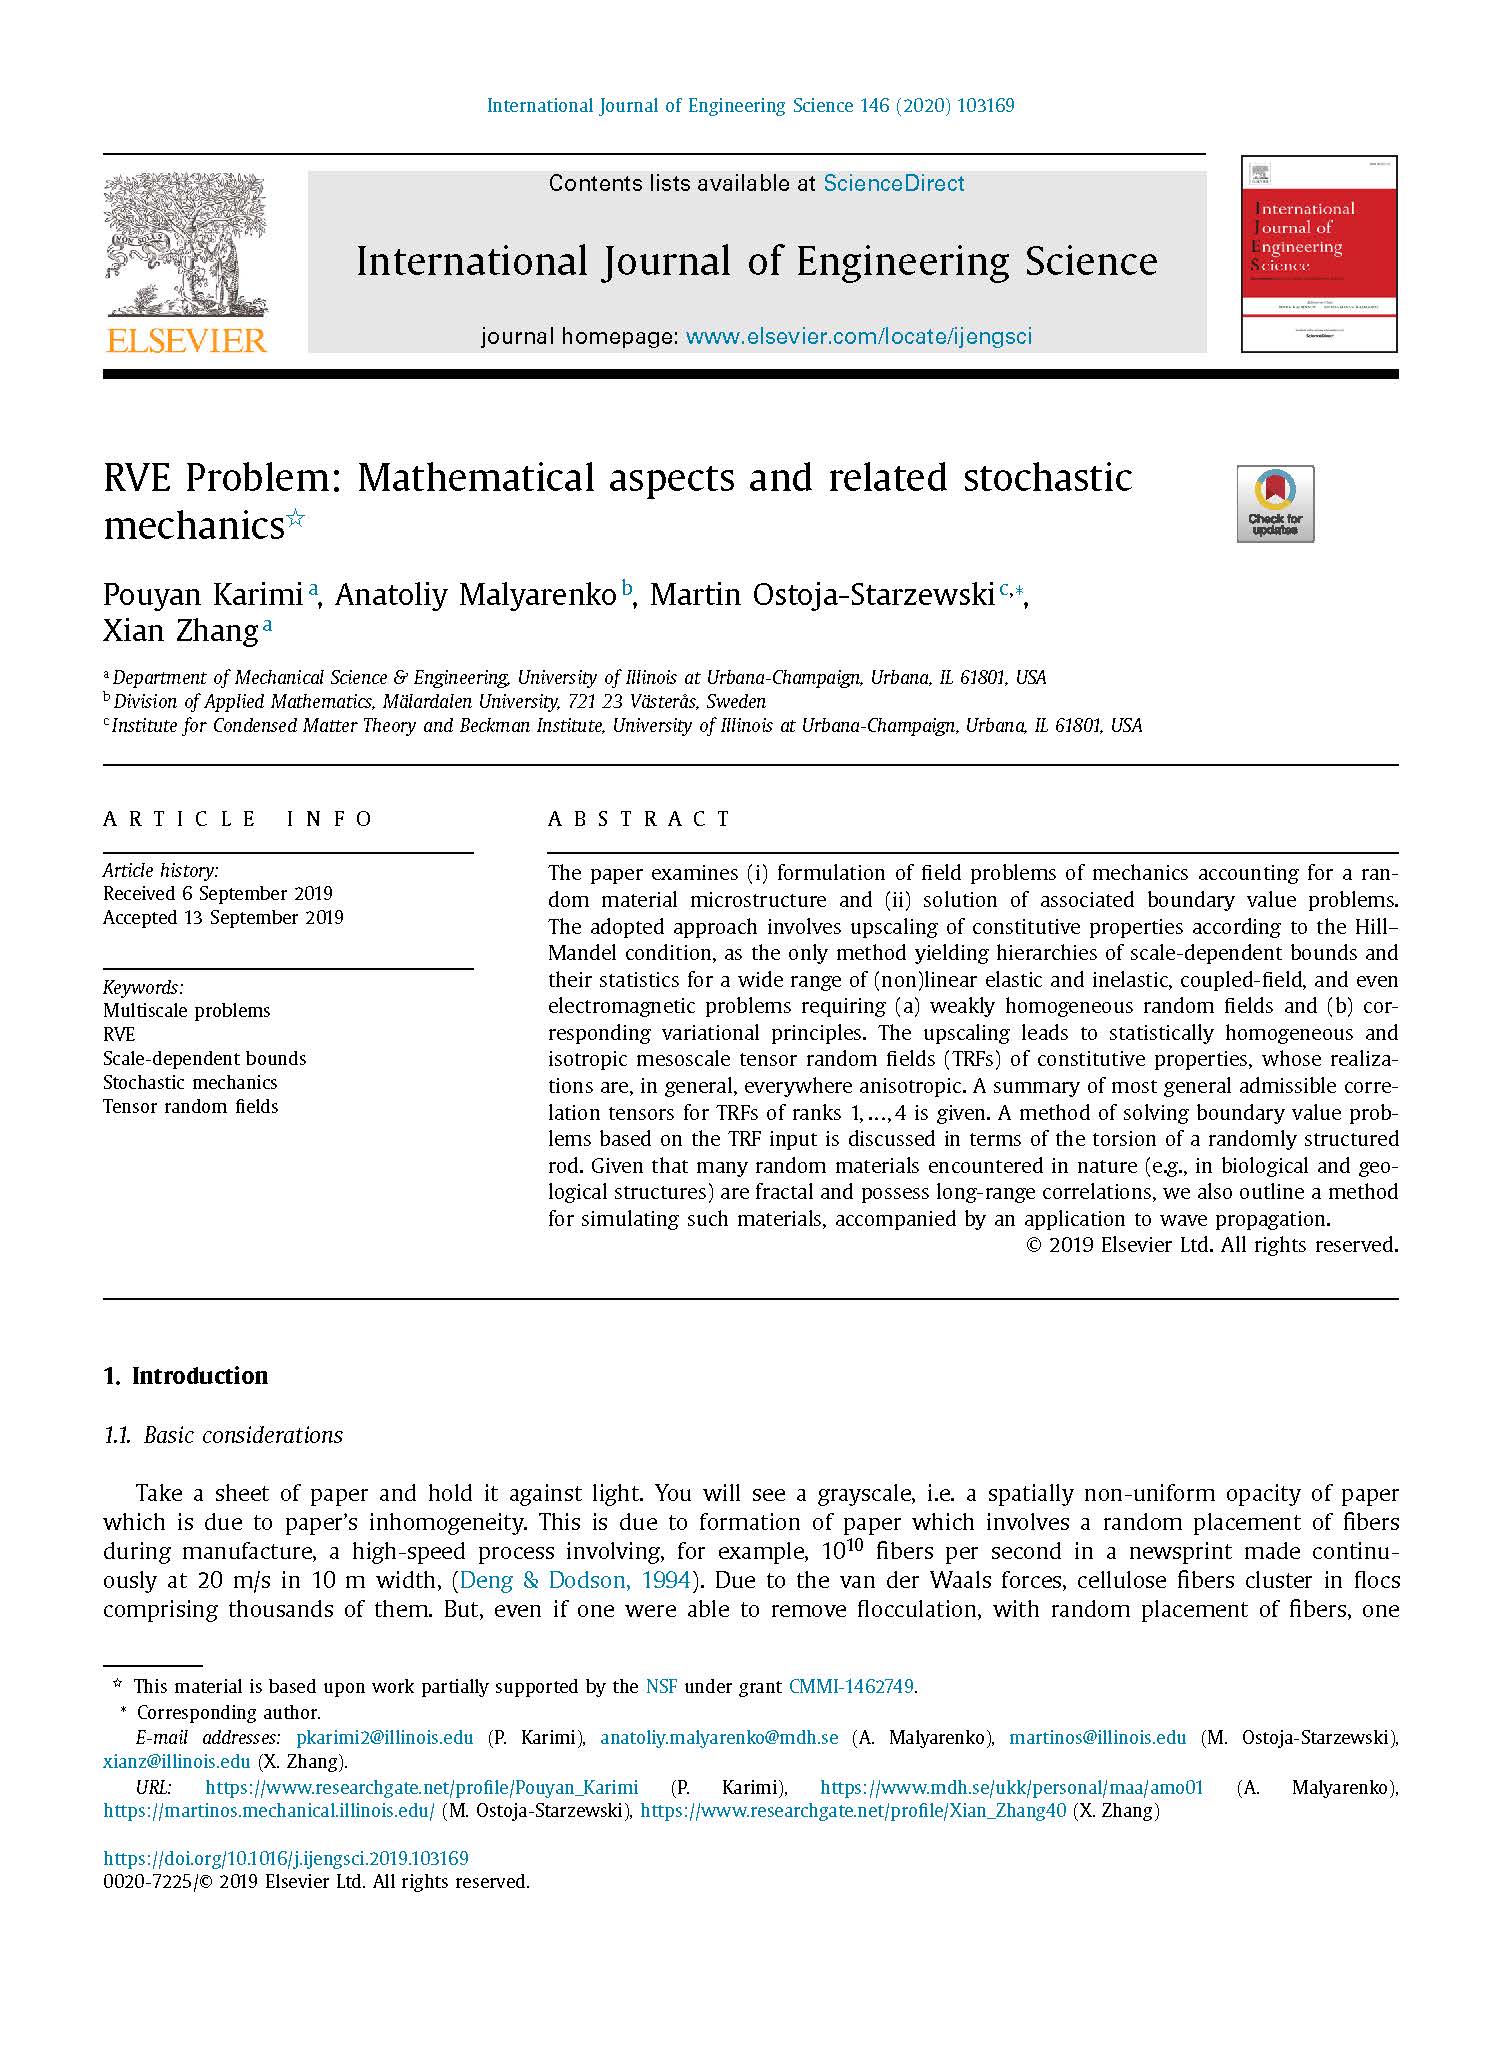 International Journal of Engineering Science 146 (2020) 103169
Contents lists available at ScienceDirect
International Journal of Engineering Science
journal homepage: www.elsevier.com/locate/ijengsci
ELSEVIER
International
Journal of
Engineering
Science
RVE Problem: Mathematical aspects and related stochastic
mechanics☆
Check for
updates
Pouyan Karimi a, Anatoliy Malyarenko b, Martin Ostoja-Starzewski c,*,
Xian Zhang a
a Department of Mechanical Science & Engineering, University of Illinois at Urbana-Champaign, Urbana, IL 61801, USA
b Division of Applied Mathematics, Mälardalen University, 721 23 Västerås, Sweden
c Institute for Condensed Matter Theory and Beckman Institute, University of Illinois at Urbana-Champaign, Urbana, IL 61801, USA
ARTICLE INFO
Article history:
Received 6 September 2019
Accepted 13 September 2019
Keywords:
Multiscale problems
RVE
Scale-dependent bounds
Stochastic mechanics
Tensor random fields
ABSTRACT
The paper examines (i) formulation of field problems of mechanics accounting for a ran-
dom material microstructure and (ii) solution of associated boundary value problems.
The adopted approach involves upscaling of constitutive properties according to the Hill–
Mandel condition, as the only method yielding hierarchies of scale-dependent bounds and
their statistics for a wide range of (non)linear elastic and inelastic, coupled-field, and even
electromagnetic problems requiring (a) weakly homogeneous random fields and (b) cor-
responding variational principles. The upscaling leads to statistically homogeneous and
isotropic mesoscale tensor random fields (TRFs) of constitutive properties, whose realiza-
tions are, in general, everywhere anisotropic. A summary of most general admissible corre-
lation tensors for TRFs of ranks 1, …, 4 is given. A method of solving boundary value prob-
lems based on the TRF input is discussed in terms of the torsion of a randomly structured
rod. Given that many random materials encountered in nature (e.g., in biological and geo-
logical structures) are fractal and possess long-range correlations, we also outline a method
for simulating such materials, accompanied by an application to wave propagation.
© 2019 Elsevier Ltd. All rights reserved.
1. Introduction
1.1. Basic considerations
Take a sheet of paper and hold it against light. You will see a grayscale, i.e. a spatially non-uniform opacity of paper
which is due to paper's inhomogeneity. This is due to formation of paper which involves a random placement of fibers
during manufacture, a high-speed process involving, for example, 10^10 fibers per second in a newsprint made continu-
ously at 20 m/s in 10 m width, (Deng & Dodson, 1994). Due to the van der Waals forces, cellulose fibers cluster in flocs
comprising thousands of them. But, even if one were able to remove flocculation, with random placement of fibers, one
☆ This material is based upon work partially supported by the NSF under grant CMMI-1462749.
* Corresponding author.
E-mail addresses: pkarimi2@illinois.edu (P. Karimi), anatoliy.malyarenko@mdh.se (A. Malyarenko), martinos@illinois.edu (M. Ostoja-Starzewski),
xianz@illinois.edu (X. Zhang).
URL: https://www.researchgate.net/profile/Pouyan_Karimi (P. Karimi), https://www.mdh.se/ukk/personal/maa/amo01 (A. Malyarenko),
https://martinos.mechanical.illinois.edu/ (M. Ostoja-Starzewski), https://www.researchgate.net/profile/Xian_Zhang40 (X. Zhang)
https://doi.org/10.1016/j.ijengsci.2019.103169
0020-7225/© 2019 Elsevier Ltd. All rights reserved.